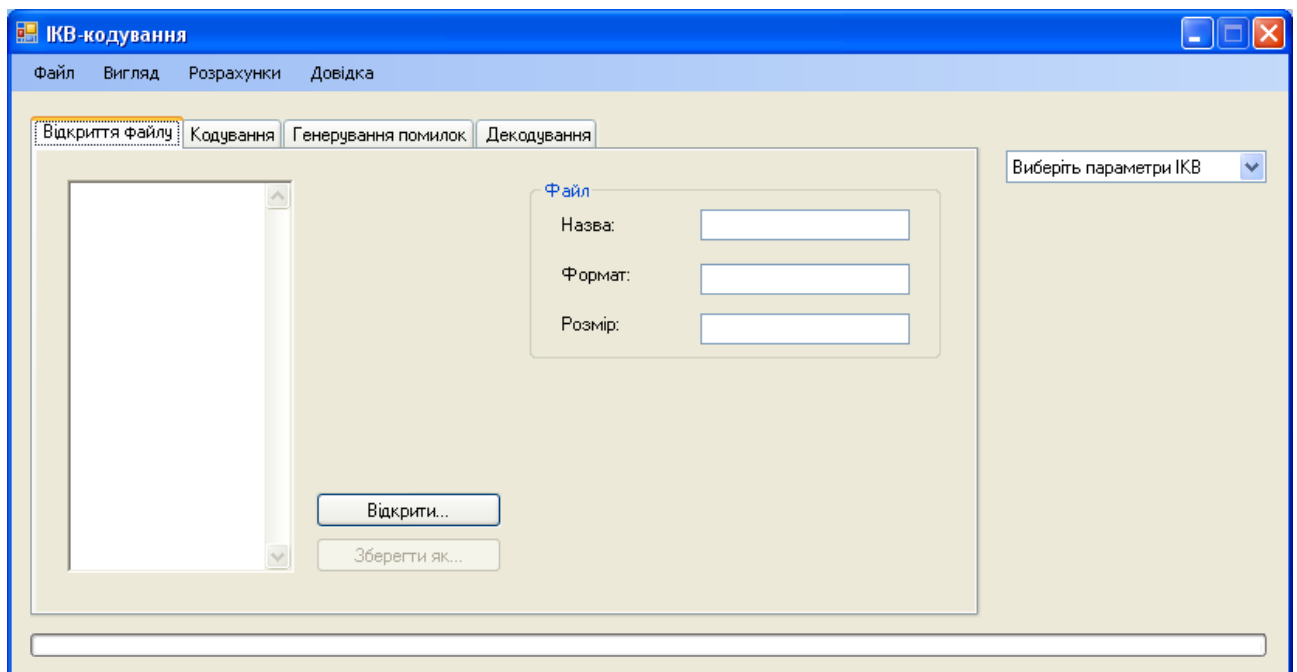 ІКВ-кодування
Файл Вигляд Розрахунки Довідка
Відкриття файлу Кодування Генерування помилок Декодування
Виберіть параметри ІКВ
Файл
Назва:
Формат:
Розмір:
Відкрити...
Зберегти як...